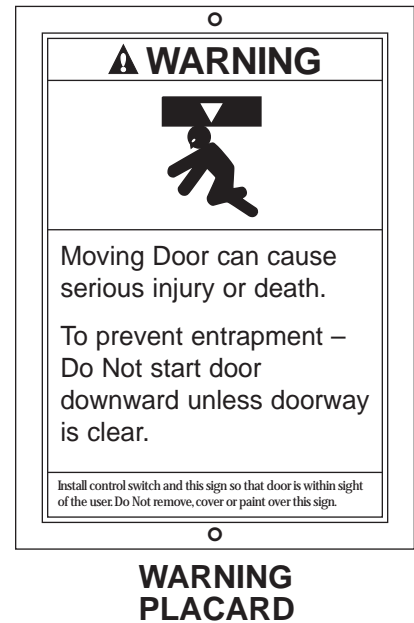 WARNING
Moving Door can cause
serious injury or death.
To prevent entrapment –
Do Not start door
downward unless doorway
is clear.
Install control switch and this sign so that door is within sight
of the user. Do Not remove, cover or paint over this sign.
WARNING
PLACARD